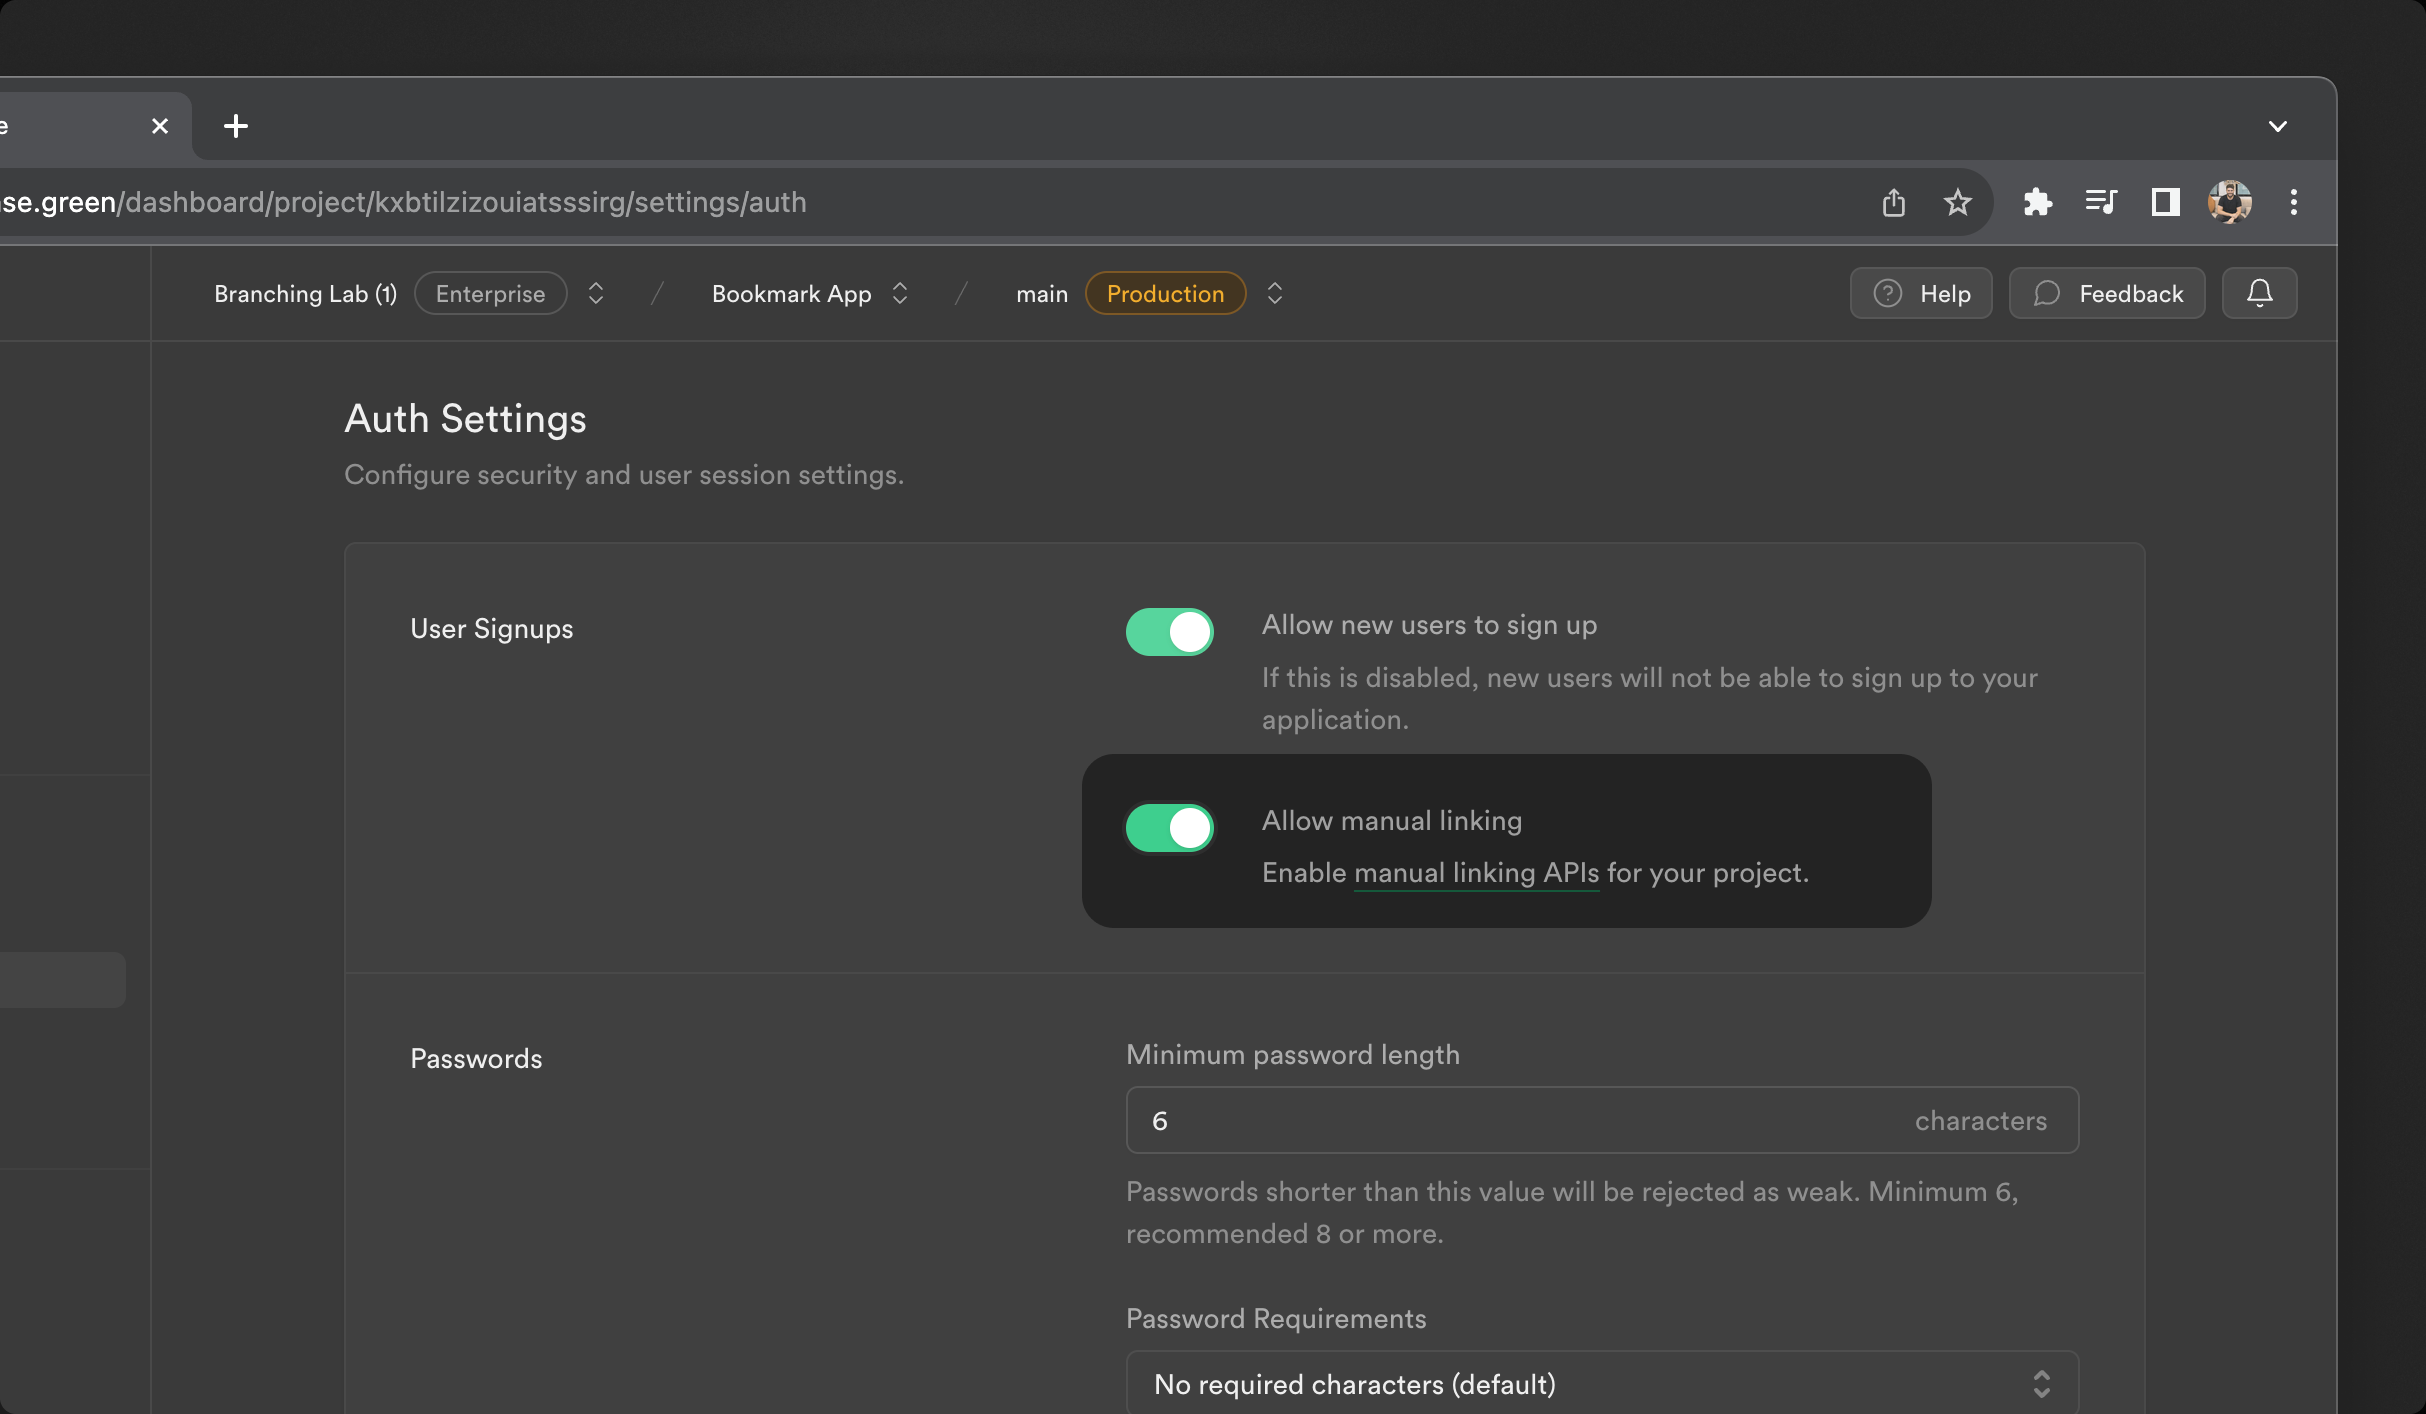 e
se.green/dashboard/project/kxbtilzizouiatsssirg/settings/auth
Branching Lab (1) Enterprise / Bookmark App / main Production Help Feedback
Auth Settings
Configure security and user session settings.
User Signups
Allow new users to sign up
If this is disabled, new users will not be able to sign up to your
application.
Allow manual linking
Enable manual linking APIs for your project.
Passwords
Minimum password length
6 characters
Passwords shorter than this value will be rejected as weak. Minimum 6,
recommended 8 or more.
Password Requirements
No required characters (default)